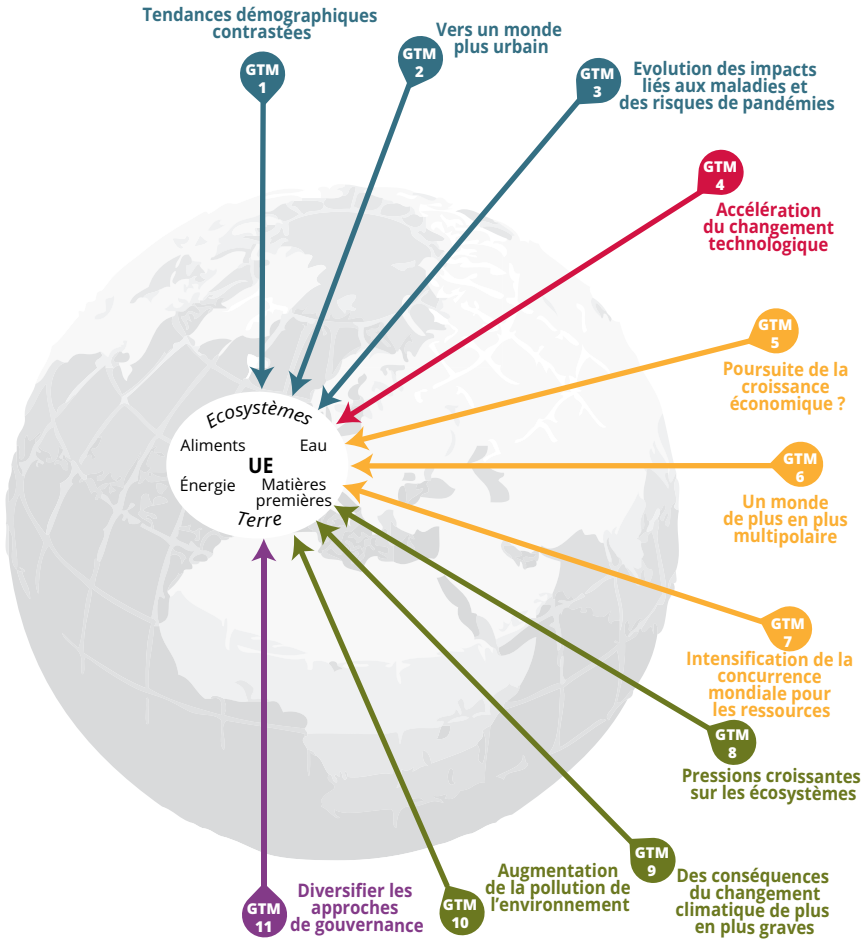 Tendances démographiques
contrastées
GTM
1
Vers un monde
plus urbain
GTM
2
Evolution des impacts
liés aux maladies et
des risques de pandémies
GTM
3
GTM
4
Accélération
du changement
technologique
GTM
5
Poursuite de la
croissance
économique ?
GTM
6
Un monde
de plus en plus
multipolaire
GTM
7
Intensification de la
concurrence
mondiale pour
les ressources
GTM
8
Pressions croissantes
sur les écosystèmes
GTM
9
Des conséquences
du changement
climatique de plus
en plus graves
GTM
10
Augmentation
de la pollution de
l'environnement
GTM
11
Diversifier les
approches
de gouvernance
Ecosystèmes
Aliments
Eau
UE
Énergie
Matières
premières
Terre